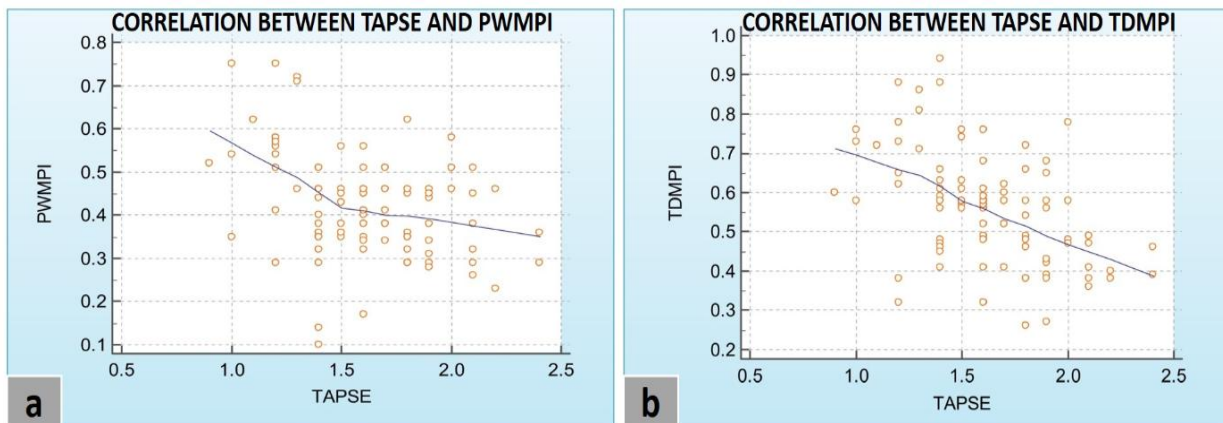 CORRELATION BETWEEN TAPSE AND PWMPI
0.8
0.7
0.6
0.5
0.4
0.3
0.2
0.1
PWMPI
0.5 1.0 1.5 2.0 2.5
TAPSE
a
CORRELATION BETWEEN TAPSE AND TDMPI
1.0
0.9
0.8
0.7
0.6
0.5
0.4
0.3
0.2
TDMPI
0.5 1.0 1.5 2.0 2.5
TAPSE
b